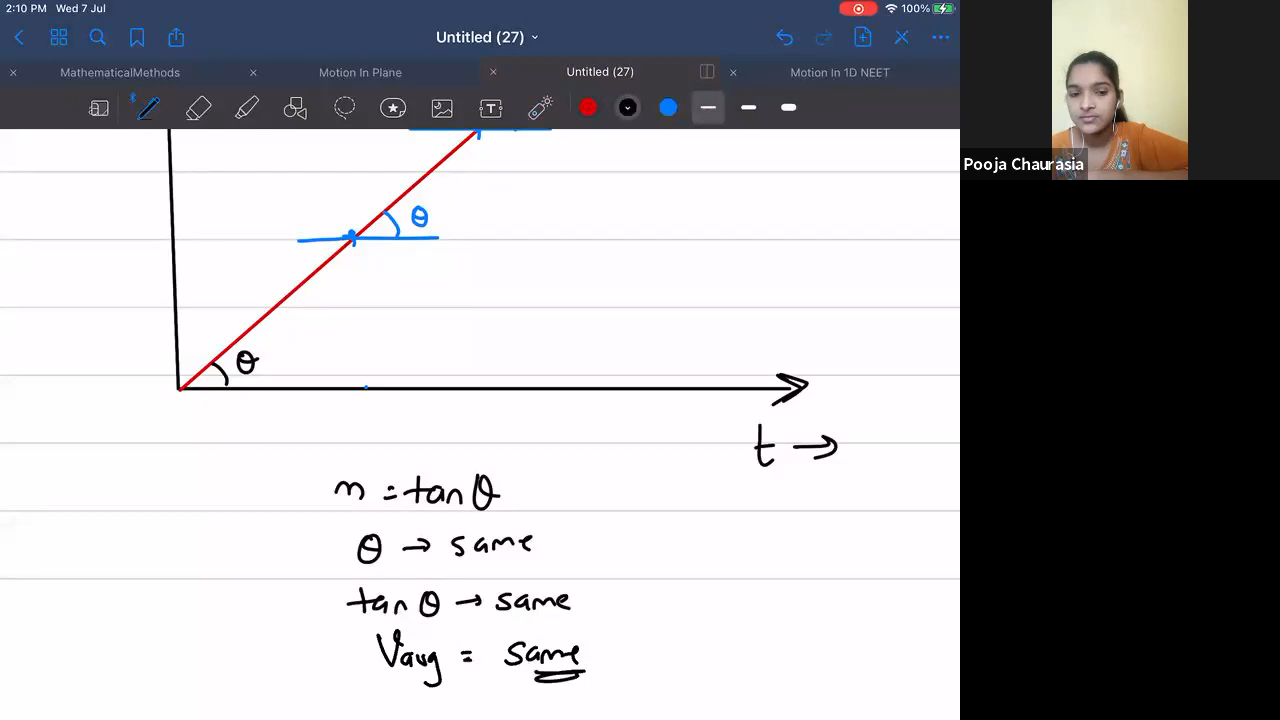 2:10 PM Wed 7 Jul
100%
Untitled (27)
MathematicalMethods
Motion In Plane
Untitled (27)
Motion In 1D NEET
T
Pooja Chaurasia
θ
θ
t →
m = tan θ
θ → same
tan θ → same
Vavg = same